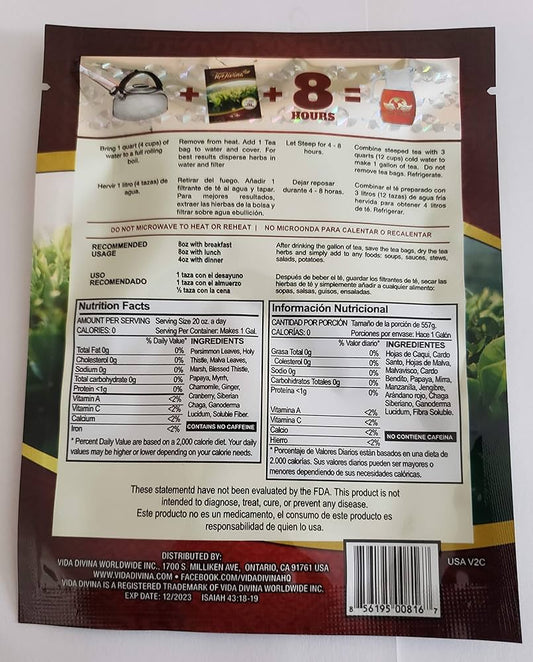 + + 8 HOURS =
Bring 1 quart (4 cups) of
water to a full rolling
boil.
Remove from heat. Add 1 Tea
bag to water and cover. For
best results disperse herbs in
water and filter
Let Steep for 4 - 8
hours.
Combine steeped tea with 3
quarts (12 cups) cold water to
make 1 gallon of tea. Do not
remove tea bags. Refrigerate.
Hervir 1 litro (4 tazas) de
agua.
Retirar del fuego. Añadir 1
filtrante de té al agua y tapar.
Para mejores resultados,
extraer las hierbas de la bolsa y
filtrar sobre agua ebullición.
Dejar reposar
durante 4 - 8 horas.
Combinar el té preparado con
3 litros (12 tazas) de agua fria
hervida para obtener 4 litros
de té. Refrigerar.
DO NOT MICROWAVE TO HEAT OR REHEAT | NO MICROONDA PARA CALENTAR O RECALENTAR
RECOMMENDED
USAGE
8oz with breakfast
8oz with lunch
4oz with dinner
After drinking the gallon of tea, save the tea bags, dry the tea
herbs and simply add to any foods: soups, sauces, stews,
salads, potatoes.
USO
RECOMENDADO
1 taza con el desayuno
1 taza con el almuerzo
½ taza con la cena
Después de beber el té, guardar los filtrantes de té, secar las
hierbas de té y simplemente añadir a cualquier alimento:
sopas, salsas, guisos, ensaladas.
Nutrition Facts
AMOUNT PER SERVING Serving Size 20 oz. a day
CALORIES: 0 Serving Per Container: Makes 1 Gal.
% Daily Value*
Total Fat 0g 0%
Cholesterol 0g 0%
Sodium 0g 0%
Total carbohydrate 0g 0%
Protein <1g 0%
Vitamin A <2%
Vitamin C <2%
Calcium <2%
Iron <2%
INGREDIENTS
Persimmon Leaves, Holy
Thistle, Malva Leaves,
Marsh, Blessed Thistle,
Papaya, Myrrh,
Chamomile, Ginger,
Cranberry, Siberian
Chaga, Ganoderma
Lucidum, Soluble Fiber.
CONTAINS NO CAFFEINE
* Percent Daily Value are based on a 2,000 calorie diet. Your daily
values may be higher or lower depending on your calorie needs.
Información Nutricional
CANTIDAD POR PORCIÓN Tamaño de la porción de 557g.
CALORÍAS: 0 Porciones por envase: Hace 1 Galón
% Valor diario*
Grasa Total 0g 0%
Colesterol 0g 0%
Sodio 0g 0%
Carbohidratos Totales 0g 0%
Proteína <1g 0%
Vitamina A <2%
Vitamina C <2%
Calcio <2%
Hierro <2%
INGREDIENTES
Hojas de Caqui, Cardo
Santo, Hojas de Malva,
Malvavisco, Cardo
Bendito, Papaya, Mirra,
Manzanilla, Jengibre,
Arándano rojo, Chaga
Siberiano, Ganoderma
Lucidum, Fibra Soluble.
NO CONTIENE CAFEINA
* Porcentaje de Valores Diarios están basados en una dieta de
2.000 calorías. Sus valores diarios pueden ser mayores o
menores dependiendo de sus necesidades calóricas.
These statementd have not been evaluated by the FDA. This product is not
intended to diagnose, treat, cure, or prevent any disease.
Este producto no es un medicamento, el consumo de este producto es
responsabilidad de quien lo usa.
DISTRIBUTED BY:
VIDA DIVINA WORLDWIDE INC., 1700 S. MILLIKEN AVE, ONTARIO, CA 91761 USA
WWW.VIDADIVINA.COM • FACEBOOK.COM/VIDADIVINAHQ
VIDA DIVINA IS A REGISTERED TRADEMARK OF VIDA DIVINA WORLDWIDE INC.
EXP DATE: 12/2023 ISAIAH 43:18-19
8 56195 00816 7
USA V2C